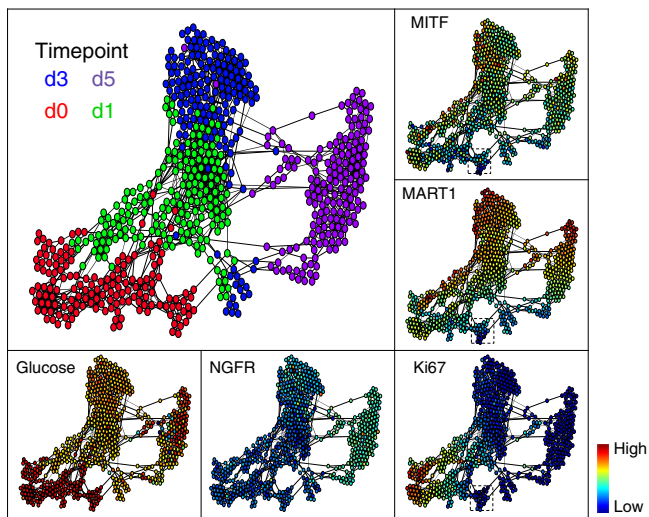 Timepoint
d3 d5
d0 d1
MITF
MART1
Glucose
NGFR
Ki67
High
Low